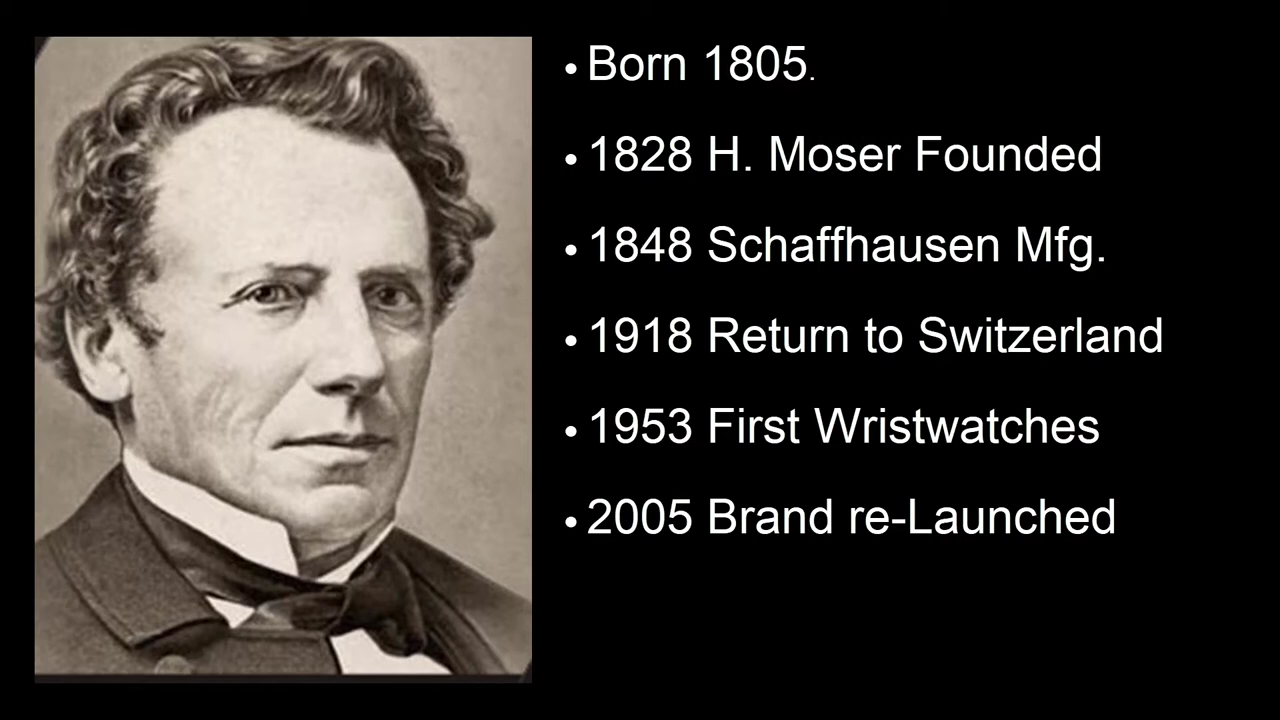 • Born 1805.
• 1828 H. Moser Founded
• 1848 Schaffhausen Mfg.
• 1918 Return to Switzerland
• 1953 First Wristwatches
• 2005 Brand re-Launched